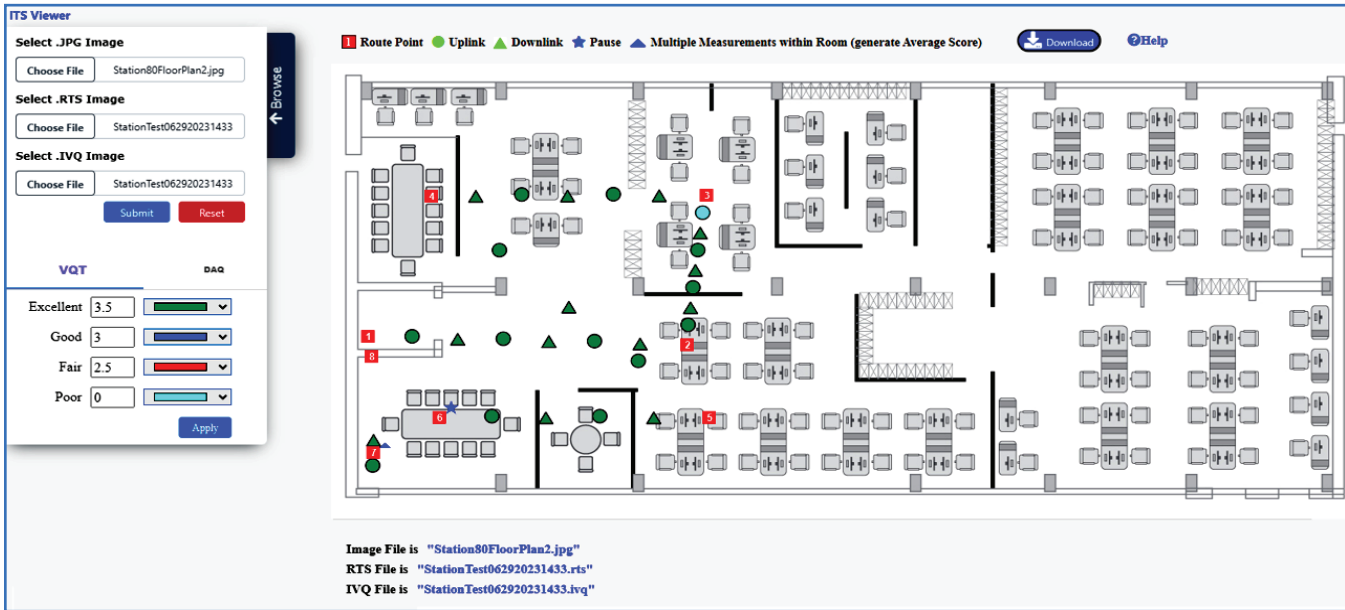 ITS Viewer
Select .JPG Image
Choose File Station80FloorPlan2.jpg
Select .RTS Image
Choose File StationTest062920231433
Select .IVQ Image
Choose File StationTest062920231433
Submit Reset
← Browse
VQT DAQ
Excellent 3.5
Good 3
Fair 2.5
Poor 0
Apply
1 Route Point Uplink Downlink Pause Multiple Measurements within Room (generate Average Score) Download ?Help
4 3
1 2
8
6 5
7
Image File is "Station80FloorPlan2.jpg"
RTS File is "StationTest062920231433.rts"
IVQ File is "StationTest062920231433.ivq"